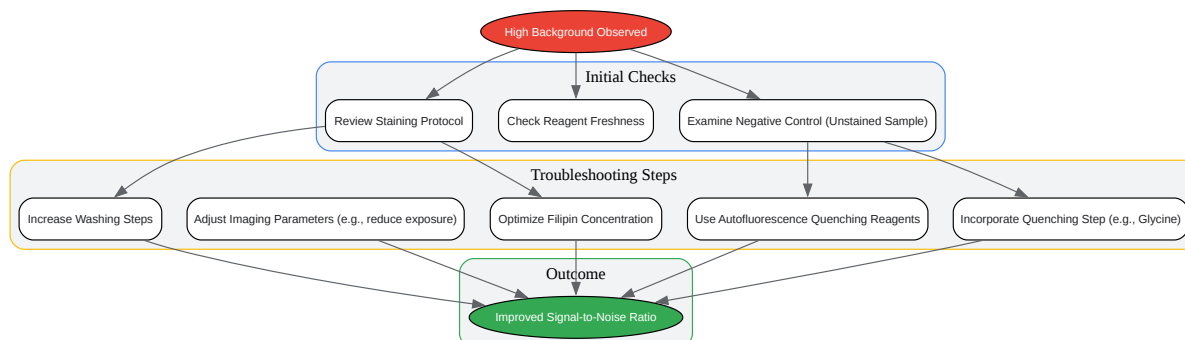 High Background Observed
Initial Checks
Review Staining Protocol
Check Reagent Freshness
Examine Negative Control (Unstained Sample)
Troubleshooting Steps
Increase Washing Steps
Adjust Imaging Parameters (e.g., reduce exposure)
Optimize Filipin Concentration
Use Autofluorescence Quenching Reagents
Incorporate Quenching Step (e.g., Glycine)
Outcome
Improved Signal-to-Noise Ratio